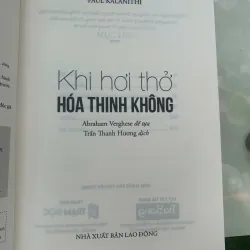 PAUL KALANITHI
Khi hơi thở
HÓA THINH KHÔNG
Abraham Verghese đề tựa
Trần Thanh Hương dịch
NHÀ XUẤT BẢN LAO ĐỘNG